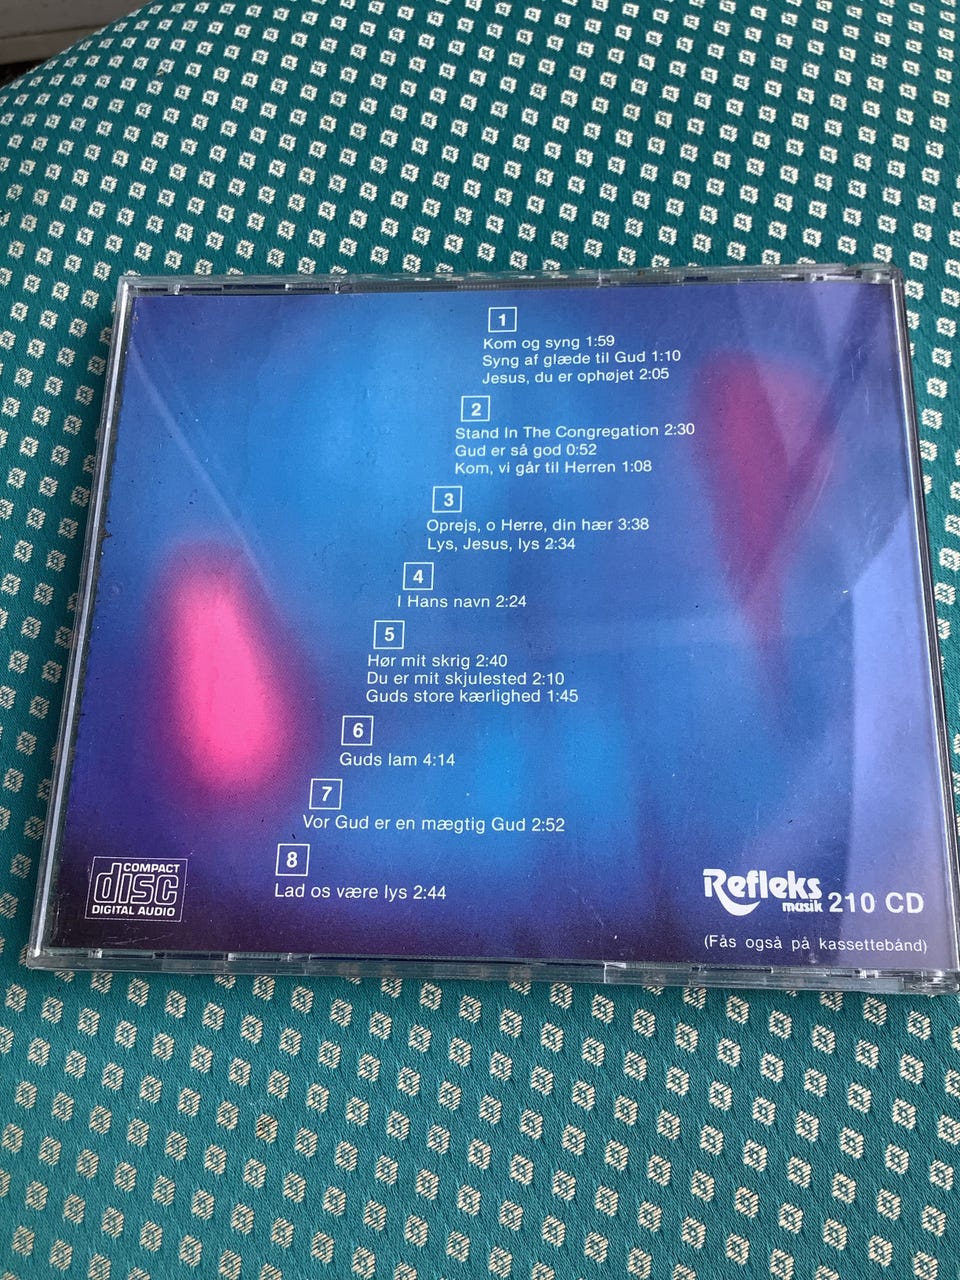 1
Kom og syng 1:59
Syng af glæde til Gud 1:10
Jesus, du er ophøjet 2:05
2
Stand In The Congregation 2:30
Gud er så god 0:52
Kom, vi går til Herren 1:08
3
Oprejs, o Herre, din hær 3:38
Lys, Jesus, lys 2:34
4
I Hans navn 2:24
5
Hør mit skrig 2:40
Du er mit skjulested 2:10
Guds store kærlighed 1:45
6
Guds lam 4:14
7
Vor Gud er en mægtig Gud 2:52
8
Lad os være lys 2:44
COMPACT
disc
DIGITAL AUDIO
Refleks
musik 210 CD
(Fås også på kassettebånd)